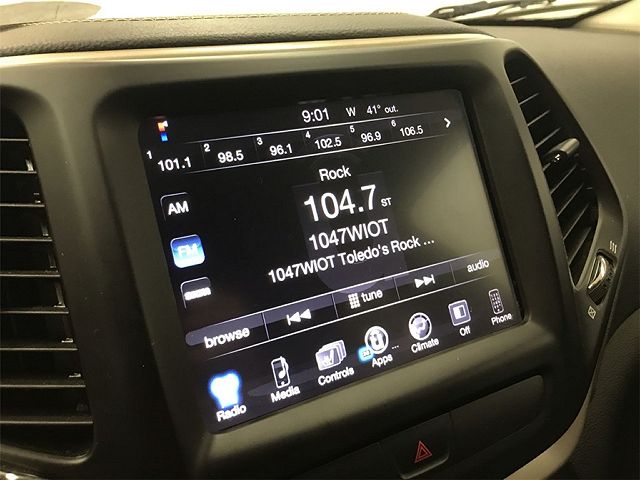 9:01 W 41° out.
1 101.1 2 98.5 3 96.1 4 102.5 5 96.9 6 106.5
Rock
AM
104.7 ST
FM
1047WIOT
1047WIOT Toledo's Rock ...
browse
tune
audio
Radio
Media
Controls
Apps
...
Climate
Off
Phone